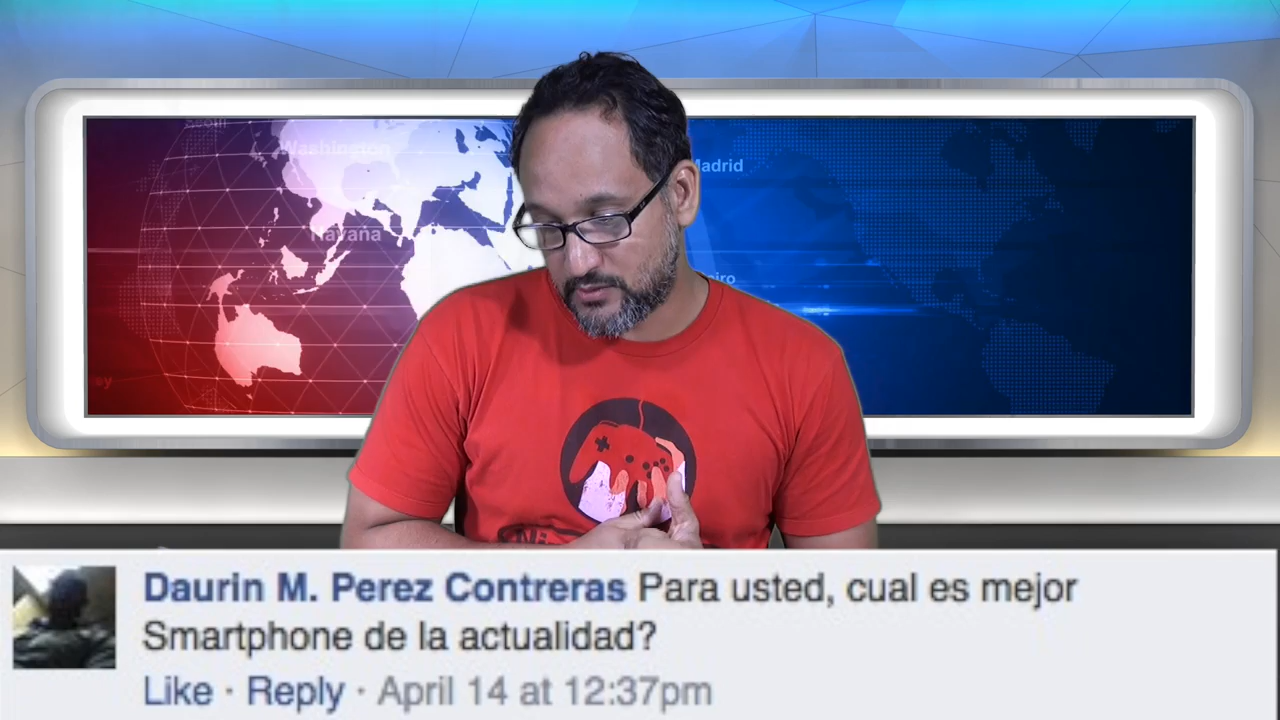 Washington
Havana
Madrid
Daurin M. Perez Contreras Para usted, cual es mejor
Smartphone de la actualidad?
Like · Reply · April 14 at 12:37pm